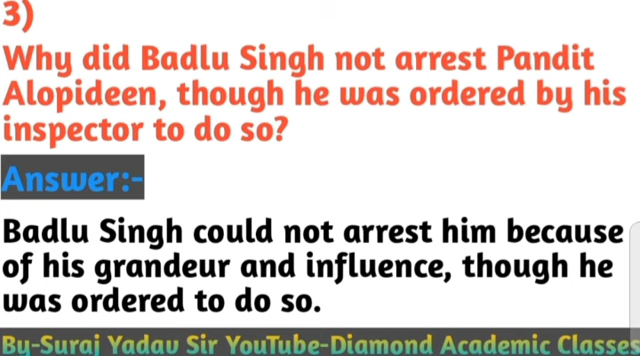 3)
Why did Badlu Singh not arrest Pandit
Alopideen, though he was ordered by his
inspector to do so?
Answer:-
Badlu Singh could not arrest him because
of his grandeur and influence, though he
was ordered to do so.
By-Suraj Yadav Sir YouTube-Diamond Academic Classes